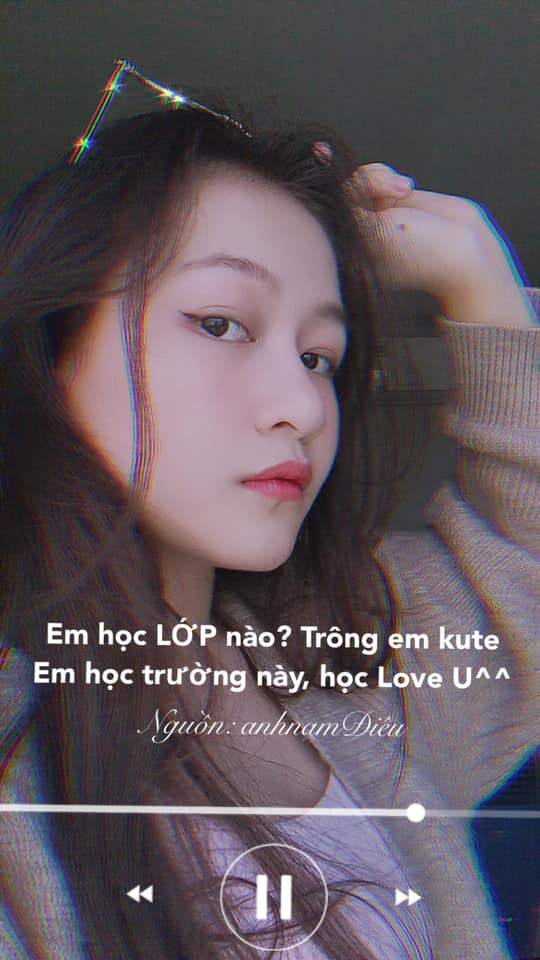 Em học LỚP nào? Trông em kute
Em học trường này, học Love U^^
Nguồn: anhnamDiêu